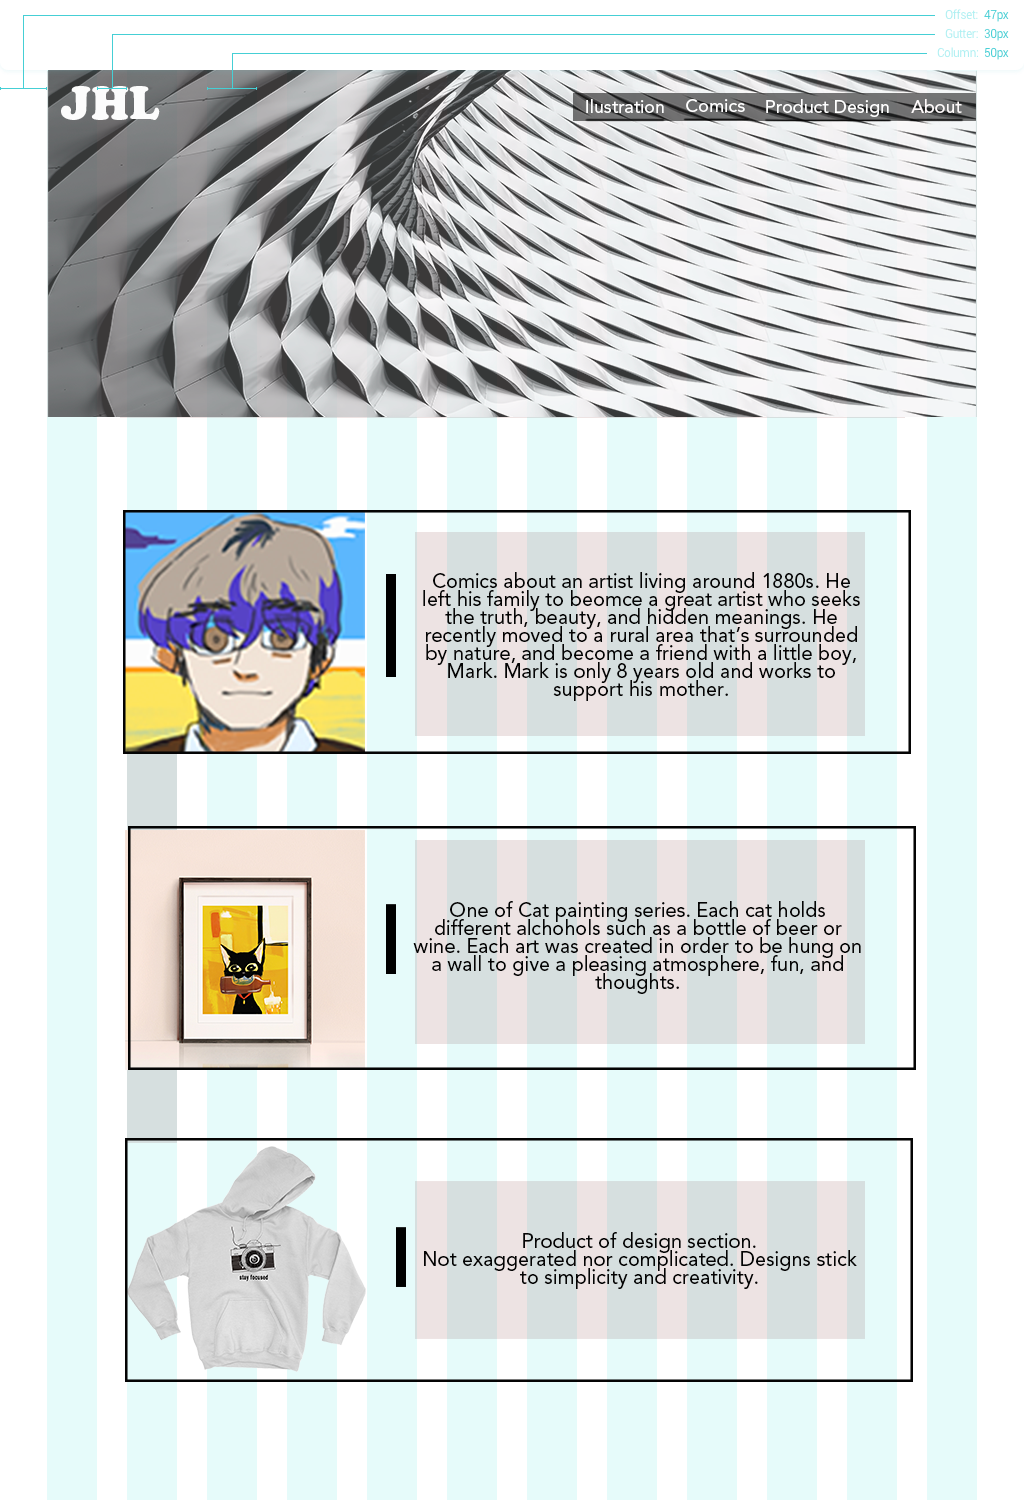 Offset: 47px
Gutter: 30px
Column: 50px
JHL
Ilustration Comics Product Design About
Comics about an artist living around 1880s. He
left his family to beomce a great artist who seeks
the truth, beauty, and hidden meanings. He
recently moved to a rural area that's surrounded
by nature, and become a friend with a little boy,
Mark. Mark is only 8 years old and works to
support his mother.
One of Cat painting series. Each cat holds
different alchohols such as a bottle of beer or
wine. Each art was created in order to be hung on
a wall to give a pleasing atmosphere, fun, and
thoughts.
stay focused
Product of design section.
Not exaggerated nor complicated. Designs stick
to simplicity and creativity.